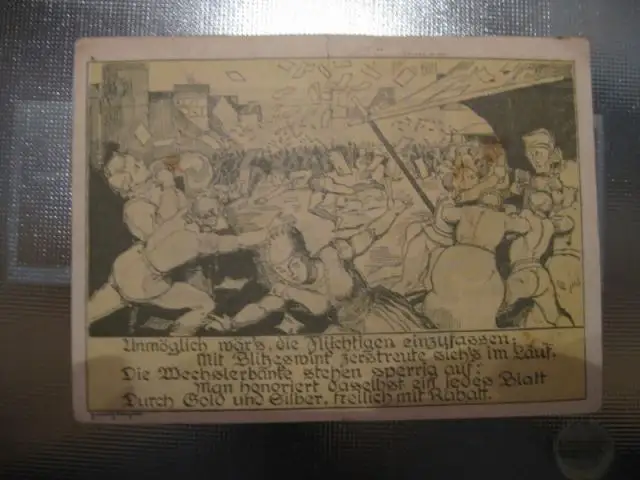 Unmöglich wär's, die Flüchtigen einzufassen;
Mit Blitzeswink zerstreute sich's im Lauf.
Die Wechslerbänke stehen sperrig auf:
Man honoriert daselbst ein jedes Blatt
Durch Gold und Silber, freilich mit Rabatt.